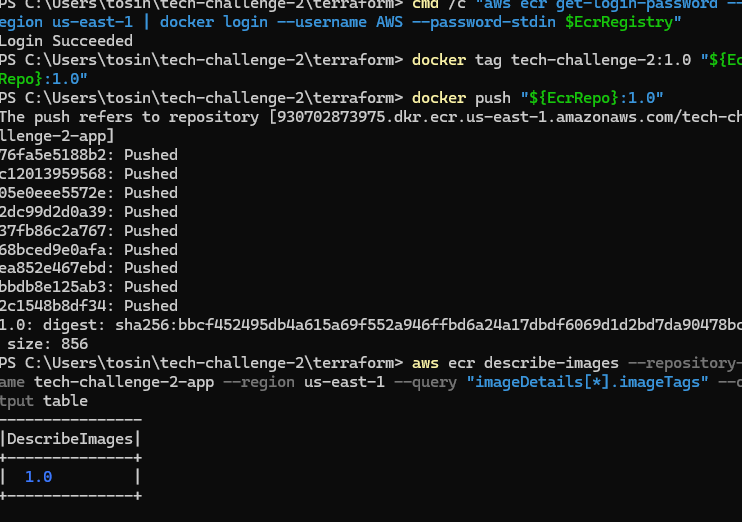 PS C:\Users\tosin\tech-challenge-2\terraform> cmd /c "aws ecr get-login-password --
egion us-east-1 | docker login --username AWS --password-stdin $EcrRegistry"
Login Succeeded
PS C:\Users\tosin\tech-challenge-2\terraform> docker tag tech-challenge-2:1.0 "${Ec
Repo}:1.0"
PS C:\Users\tosin\tech-challenge-2\terraform> docker push "${EcrRepo}:1.0"
The push refers to repository [930702873975.dkr.ecr.us-east-1.amazonaws.com/tech-ch
llenge-2-app]
76fa5e5188b2: Pushed
c12013959568: Pushed
05e0eee5572e: Pushed
2dc99d2d0a39: Pushed
37fb86c2a767: Pushed
68bced9e0afa: Pushed
ea852e467ebd: Pushed
bbdb8e125ab3: Pushed
2c1548b8df34: Pushed
1.0: digest: sha256:bbcf452495db4a615a69f552a946ffbd6a24a17dbdf6069d1d2bd7da90478bc
size: 856
PS C:\Users\tosin\tech-challenge-2\terraform> aws ecr describe-images --repository-
ame tech-challenge-2-app --region us-east-1 --query "imageDetails[*].imageTags" --o
tput table
----------------
|DescribeImages|
+--------------+
|  1.0         |
+--------------+